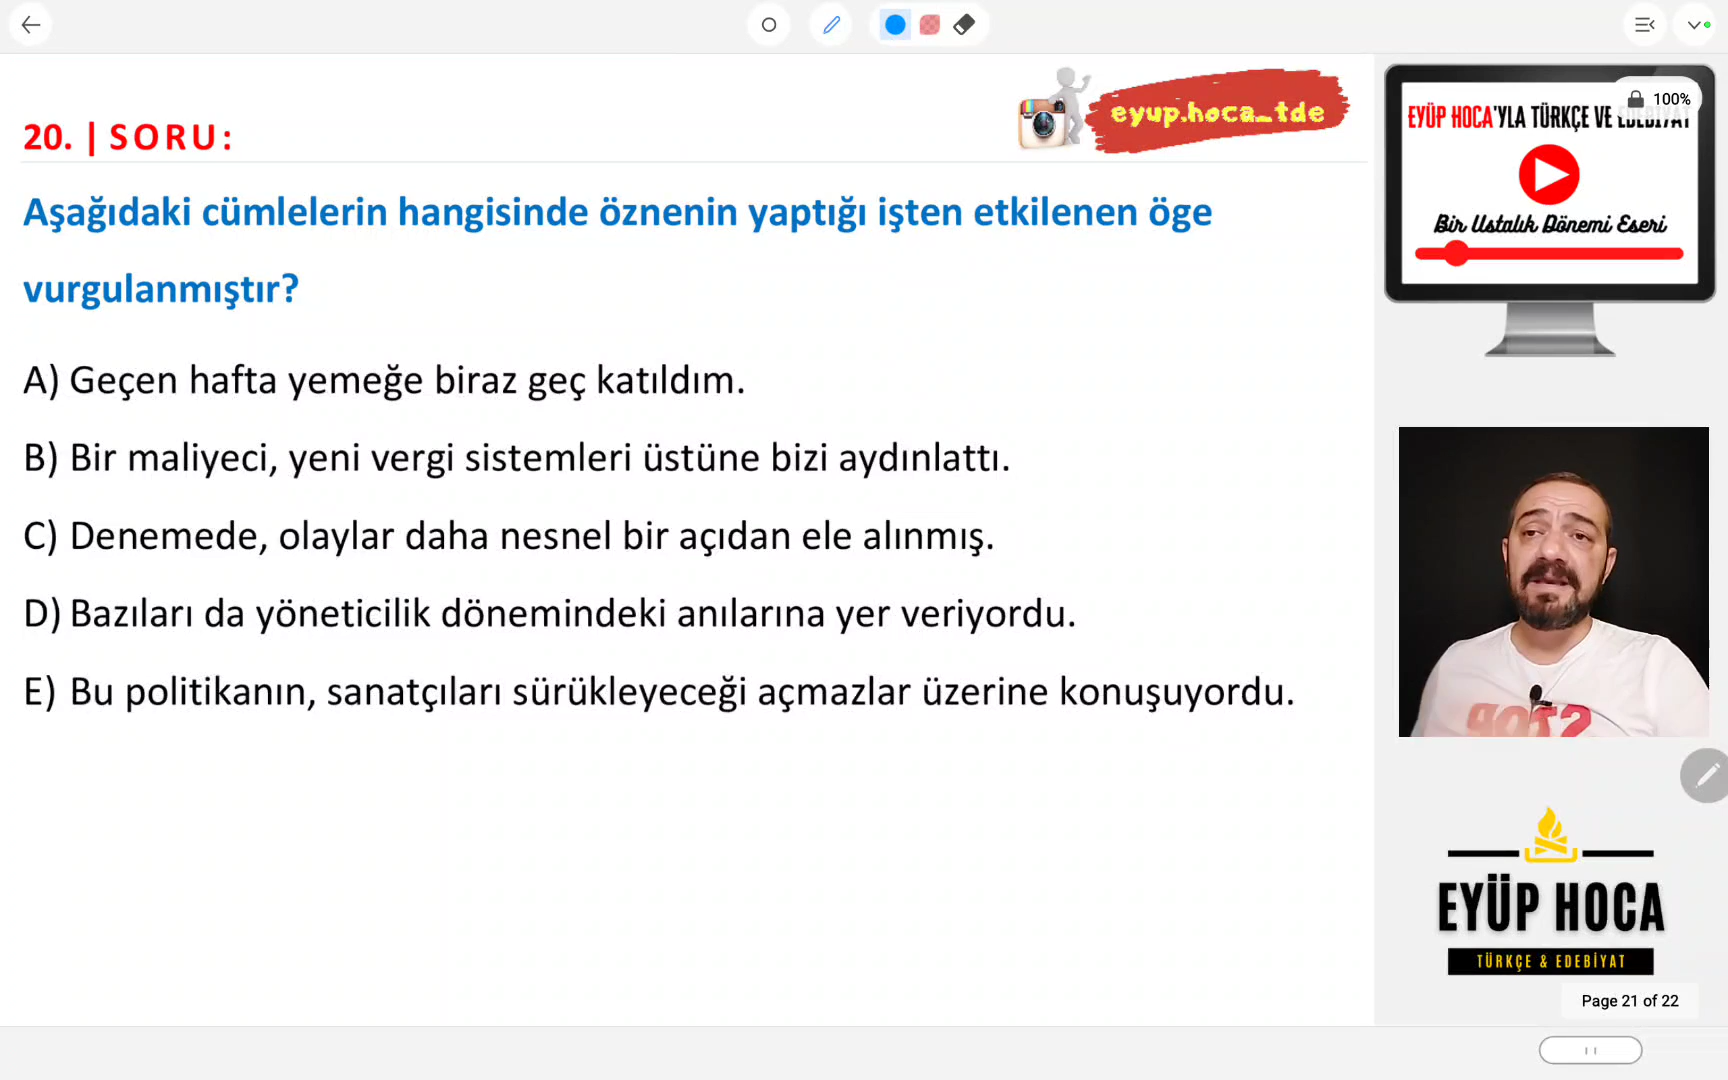 20. | SORU:
eyup.hoca_tde
Aşağıdaki cümlelerin hangisinde öznenin yaptığı işten etkilenen öge
vurgulanmıştır?
A) Geçen hafta yemeğe biraz geç katıldım.
B) Bir maliyeci, yeni vergi sistemleri üstüne bizi aydınlattı.
C) Denemede, olaylar daha nesnel bir açıdan ele alınmış.
D) Bazıları da yöneticilik dönemindeki anılarına yer veriyordu.
E) Bu politikanın, sanatçıları sürükleyeceği açmazlar üzerine konuşuyordu.
100%
EYÜP HOCA'YLA TÜRKÇE VE EDEBİYAT
Bir Ustalık Dönemi Eseri
STOP
EYÜP HOCA
TÜRKÇE & EDEBİYAT
Page 21 of 22